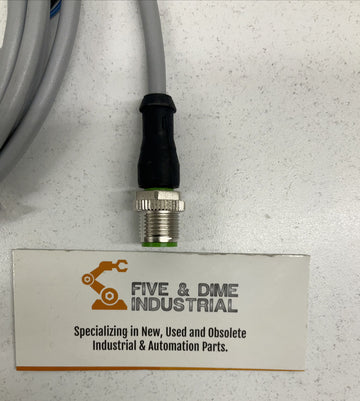 FIVE & DIME
INDUSTRIAL
Specializing in New, Used and Obsolete
Industrial & Automation Parts.